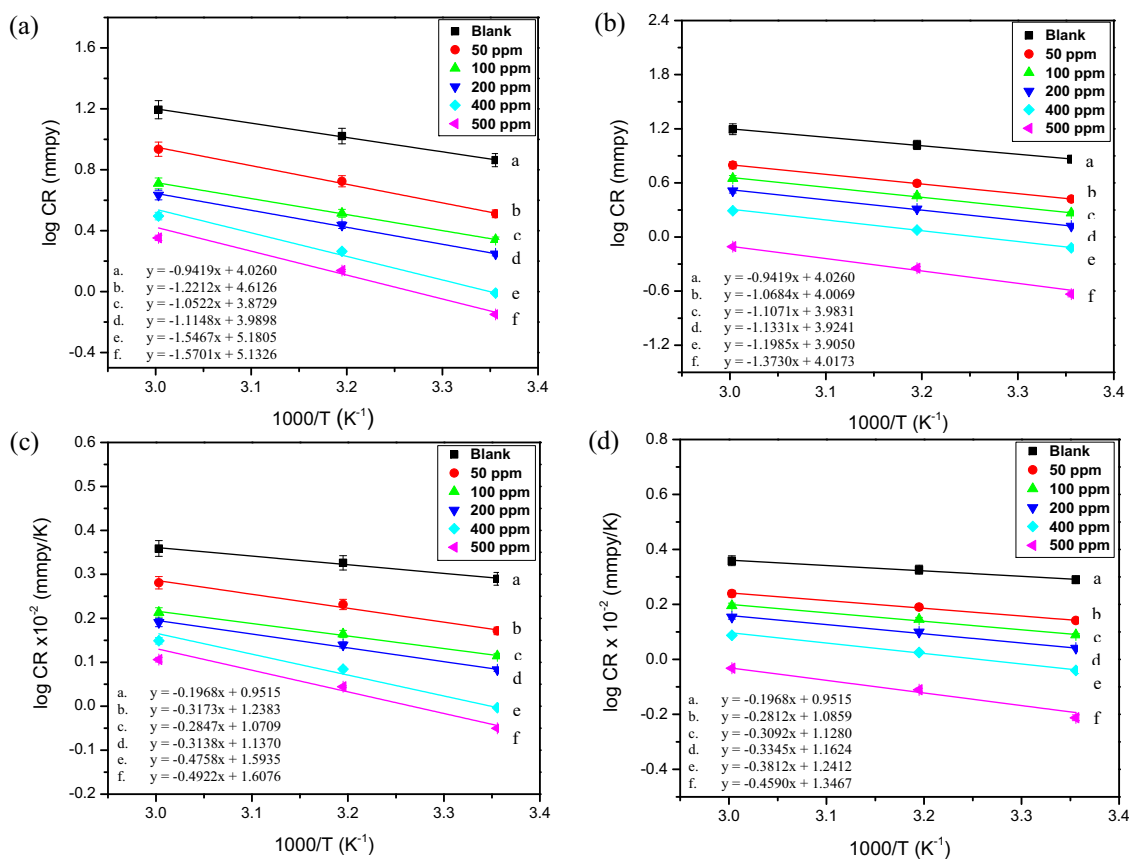 (a)
log CR (mmpy)
1.6
1.2
0.8
0.4
0.0
-0.4
Blank
50 ppm
100 ppm
200 ppm
400 ppm
500 ppm
a
b
c
d
e
f
a. y = -0.9419x + 4.0260
b. y = -1.2212x + 4.6126
c. y = -1.0522x + 3.8729
d. y = -1.1148x + 3.9898
e. y = -1.5467x + 5.1805
f. y = -1.5701x + 5.1326
3.0 3.1 3.2 3.3 3.4
1000/T (K⁻¹)
(b)
log CR (mmpy)
2.4
1.8
1.2
0.6
0.0
-0.6
-1.2
Blank
50 ppm
100 ppm
200 ppm
400 ppm
500 ppm
a
b
c
d
e
f
a. y = -0.9419x + 4.0260
b. y = -1.0684x + 4.0069
c. y = -1.1071x + 3.9831
d. y = -1.1331x + 3.9241
e. y = -1.1985x + 3.9050
f. y = -1.3730x + 4.0173
3.0 3.1 3.2 3.3 3.4
1000/T (K⁻¹)
(c)
log CR x10⁻² (mmpy/K)
0.6
0.5
0.4
0.3
0.2
0.1
0.0
-0.1
-0.2
Blank
50 ppm
100 ppm
200 ppm
400 ppm
500 ppm
a
b
c
d
e
f
a. y = -0.1968x + 0.9515
b. y = -0.3173x + 1.2383
c. y = -0.2847x + 1.0709
d. y = -0.3138x + 1.1370
e. y = -0.4758x + 1.5935
f. y = -0.4922x + 1.6076
3.0 3.1 3.2 3.3 3.4
1000/T (K⁻¹)
(d)
log CR x 10⁻² (mmpy/K)
0.8
0.6
0.4
0.2
0.0
-0.2
-0.4
Blank
50 ppm
100 ppm
200 ppm
400 ppm
500 ppm
a
b
c
d
e
f
a. y = -0.1968x + 0.9515
b. y = -0.2812x + 1.0859
c. y = -0.3092x + 1.1280
d. y = -0.3345x + 1.1624
e. y = -0.3812x + 1.2412
f. y = -0.4590x + 1.3467
3.0 3.1 3.2 3.3 3.4
1000/T (K⁻¹)